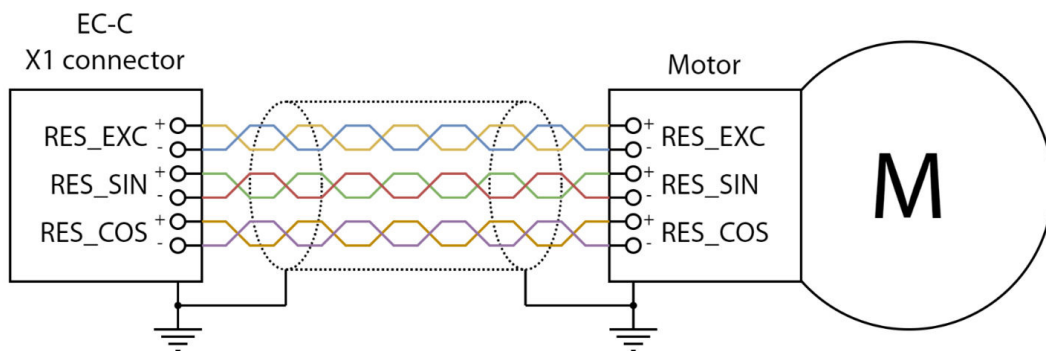 EC-C
X1 connector
Motor
RES_EXC + -
RES_SIN + -
RES_COS + -
+ - RES_EXC
+ - RES_SIN
+ - RES_COS
M